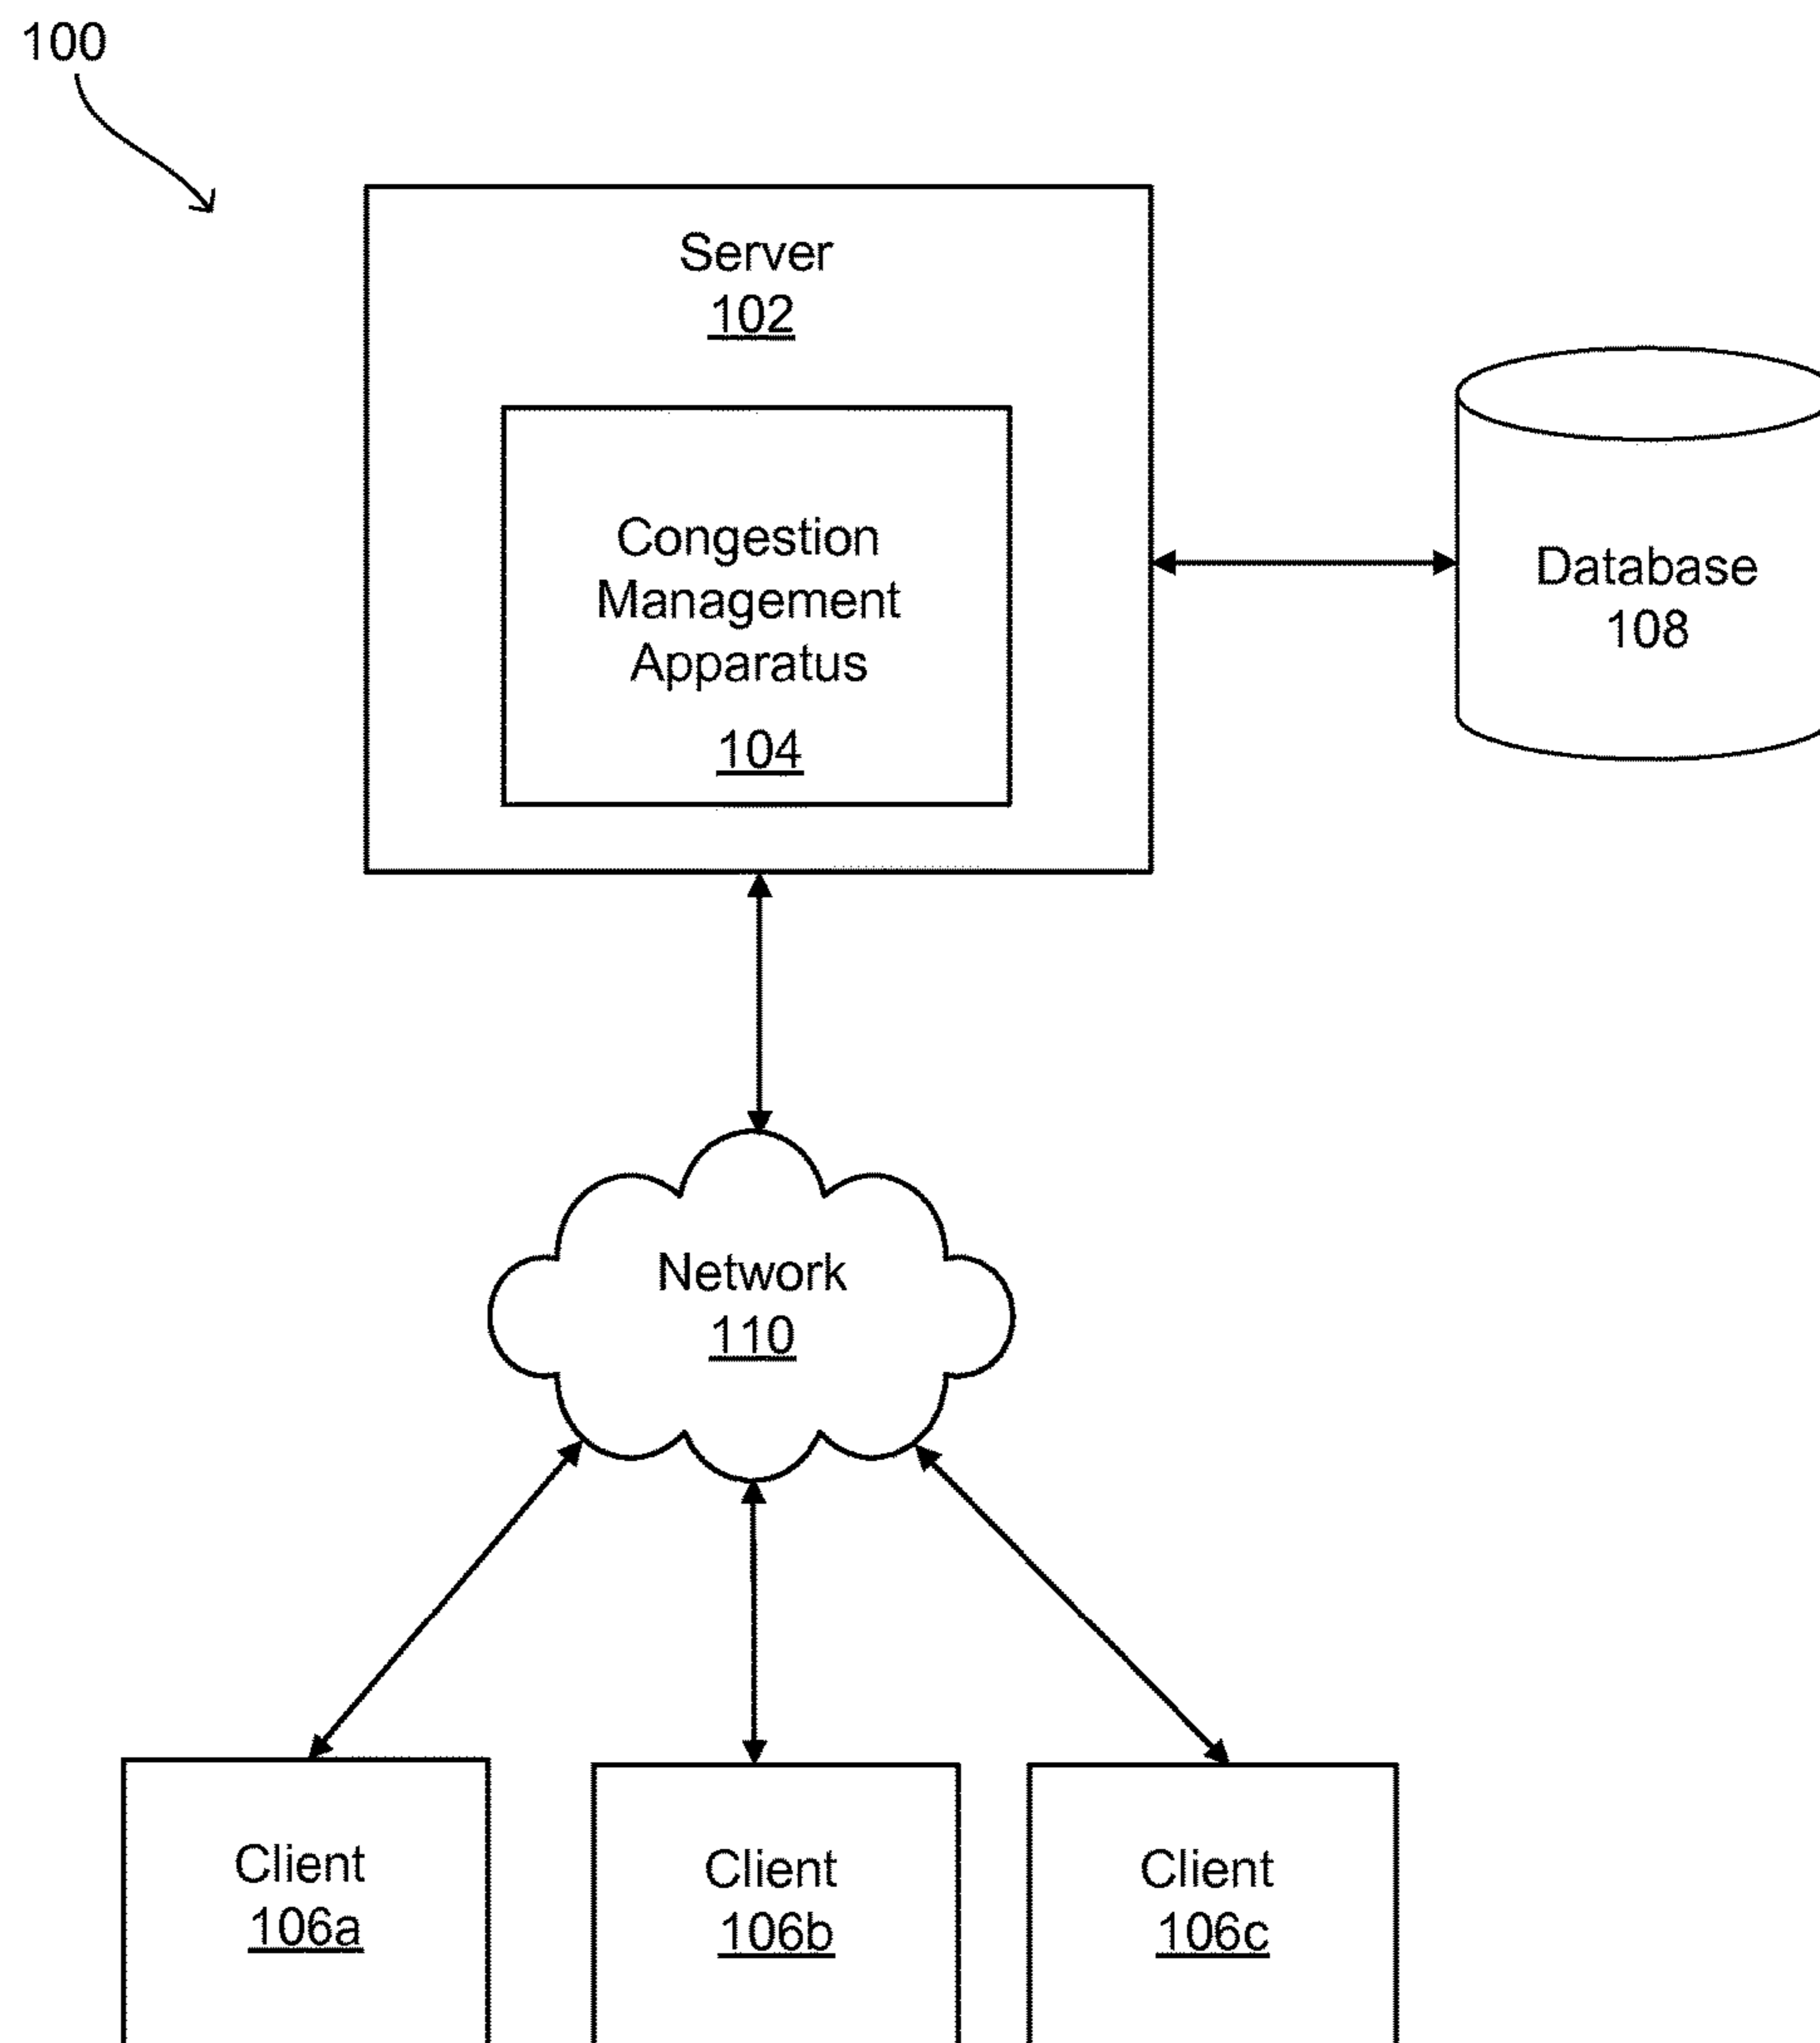 100
Server
102
Congestion
Management
Apparatus
104
Database
108
Network
110
Client
106a
Client
106b
Client
106c